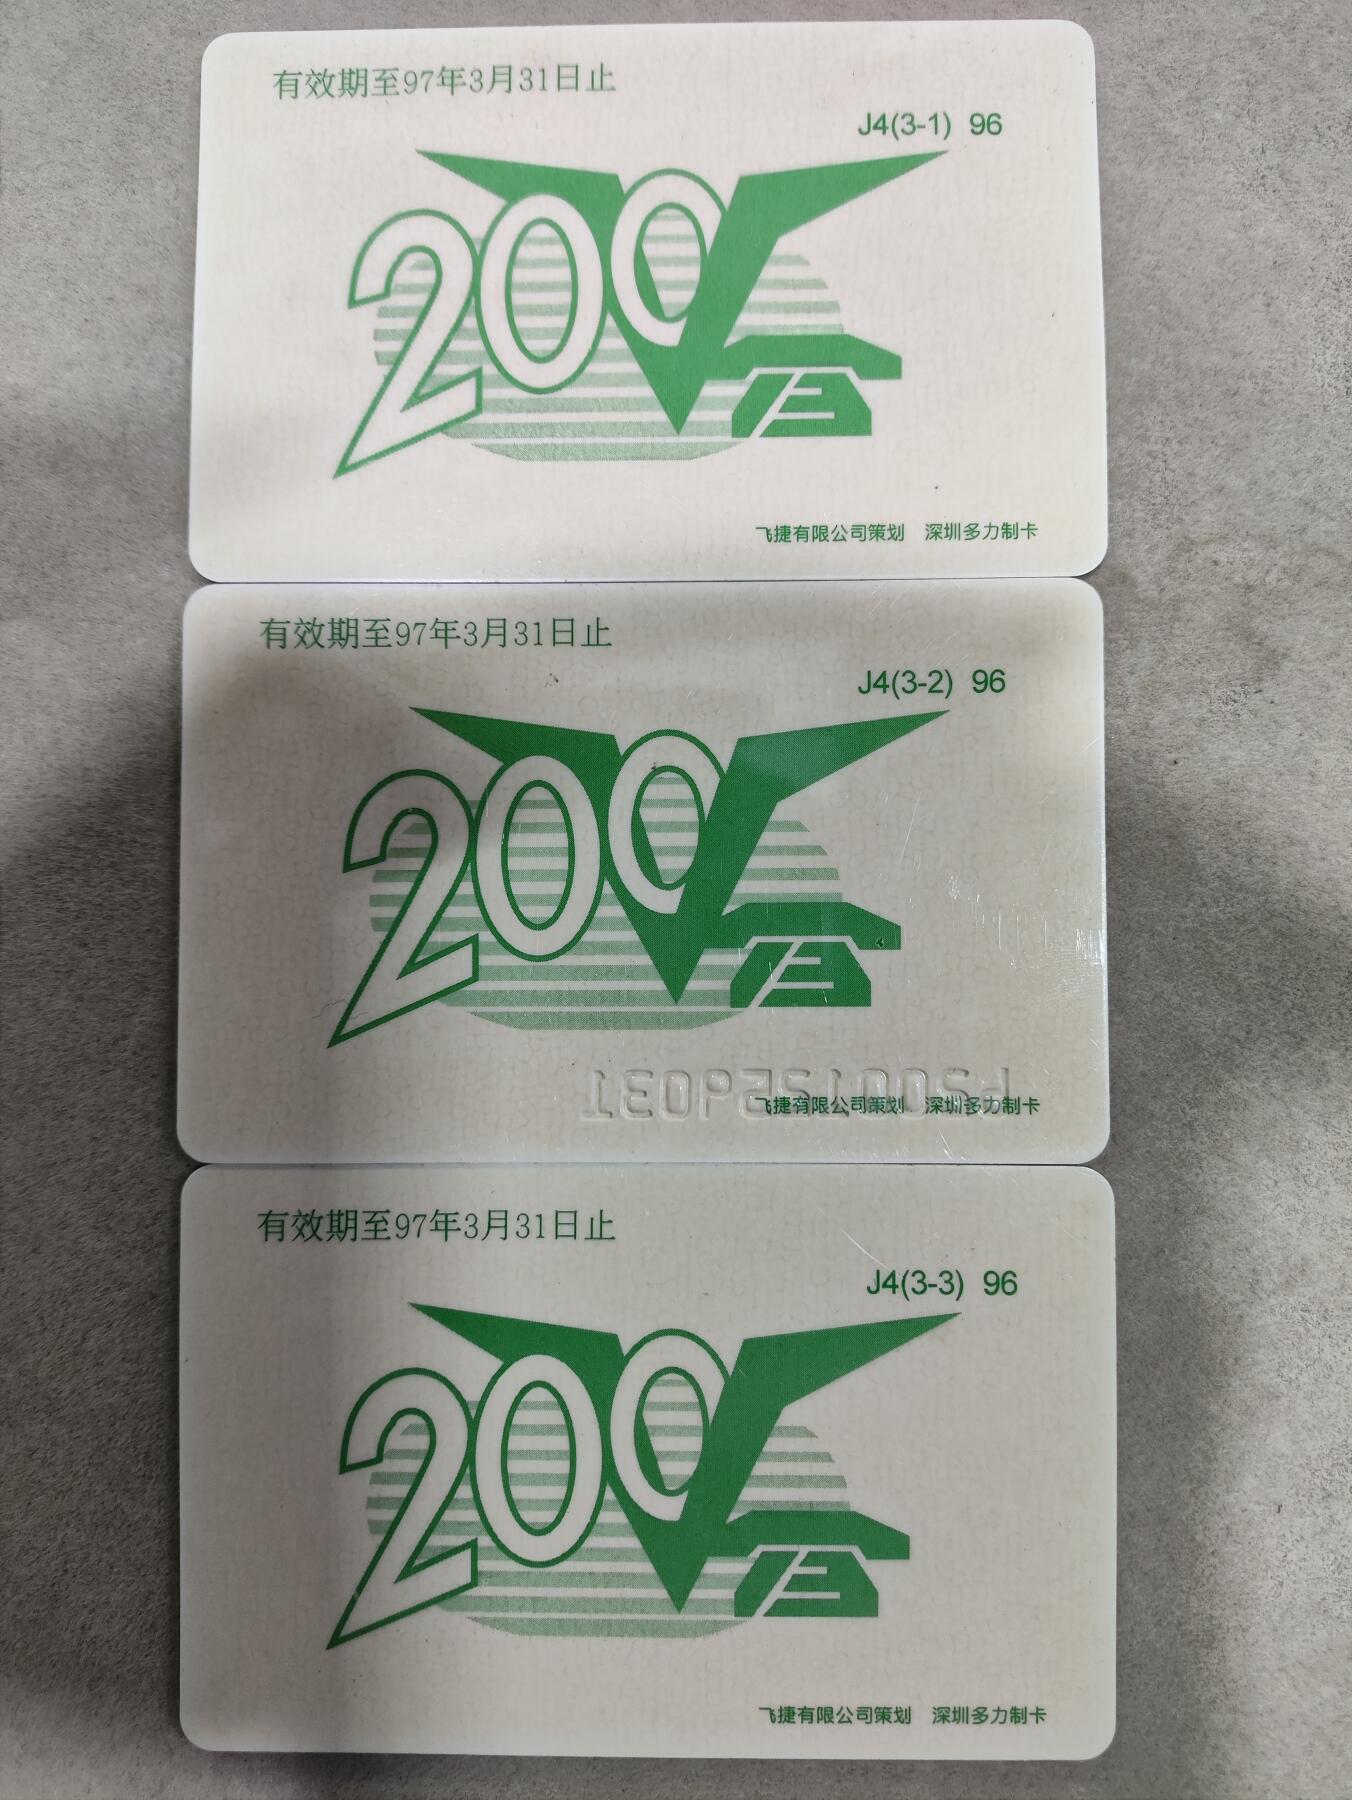 有效期至97年3月31日止
J4(3-1) 96
200
飞捷有限公司策划 深圳多力制卡
有效期至97年3月31日止
J4(3-2) 96
200
飞捷有限公司策划 深圳多力制卡
有效期至97年3月31日止
J4(3-3) 96
200
飞捷有限公司策划 深圳多力制卡